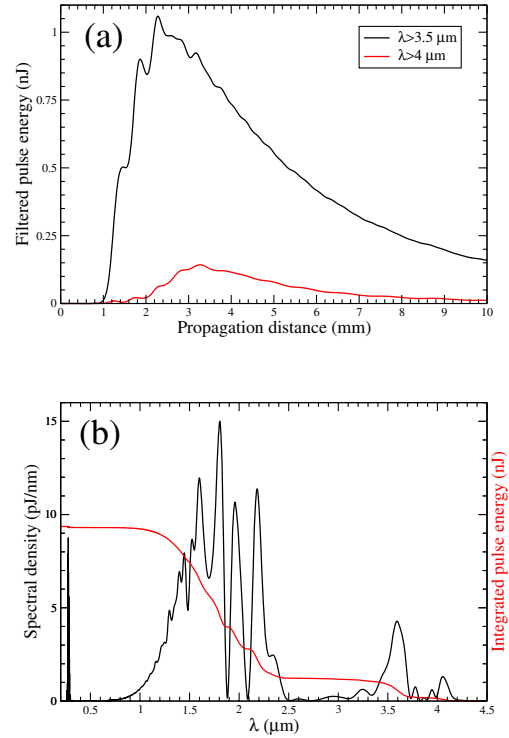 (a)
λ>3.5 μm
λ>4 μm
Filtered pulse energy (nJ)
1
0.75
0.5
0.25
0
0 1 2 3 4 5 6 7 8 9 10
Propagation distance (mm)
(b)
Spectral density (pJ/nm)
Integrated pulse energy (nJ)
15
10
5
0
0.5 1 1.5 2 2.5 3 3.5 4 4.5
λ (μm)